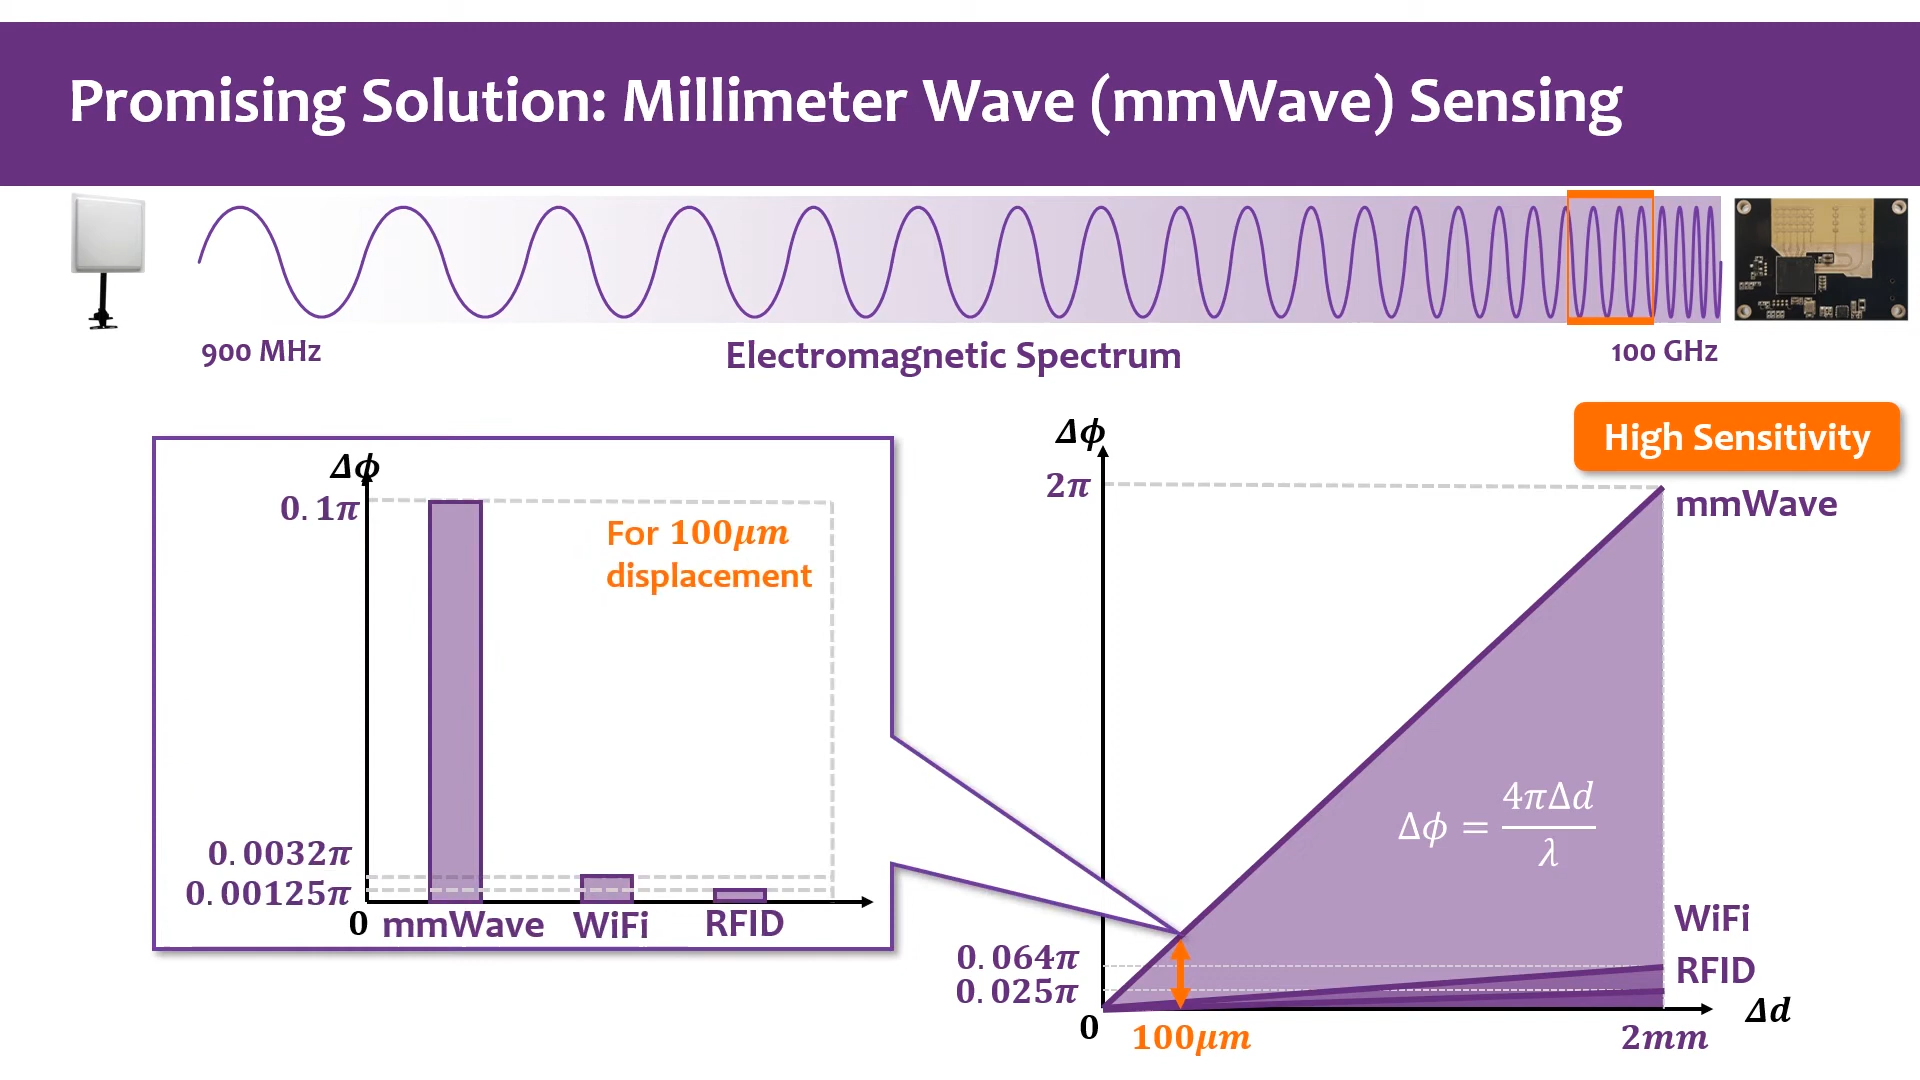 Promising Solution: Millimeter Wave (mmWave) Sensing
900 MHz
Electromagnetic Spectrum
100 GHz
Δϕ
0.1π
For 100μm
displacement
0.0032π
0.00125π
0
mmWave
WiFi
RFID
High Sensitivity
Δϕ
2π
mmWave
Δϕ = 4πΔd / λ
WiFi
RFID
0.064π
0.025π
0
100μm
2mm
Δd